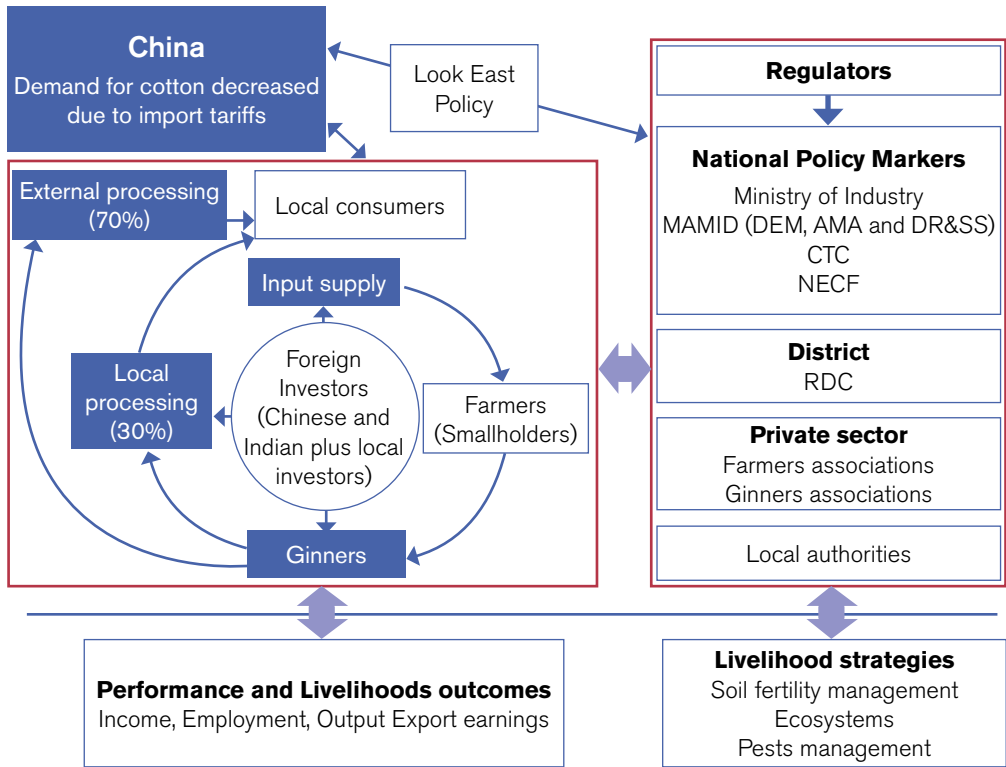 China
Demand for cotton decreased
due to import tariffs
Look East
Policy
External processing
(70%)
Local consumers
Input supply
Local
processing
(30%)
Foreign
Investors
(Chinese and
Indian plus local
investors)
Farmers
(Smallholders)
Ginners
Regulators
National Policy Markers
Ministry of Industry
MAMID (DEM, AMA and DR&SS)
CTC
NECF
District
RDC
Private sector
Farmers associations
Ginners associations
Local authorities
Performance and Livelihoods outcomes
Income, Employment, Output Export earnings
Livelihood strategies
Soil fertility management
Ecosystems
Pests management